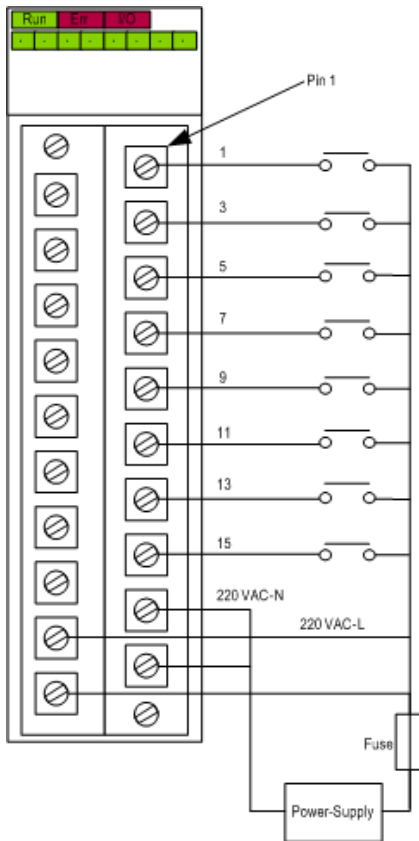 Run Err I/O
Pin 1
1
3
5
7
9
11
13
15
220 VAC-N
220 VAC-L
Fuse
Power-Supply